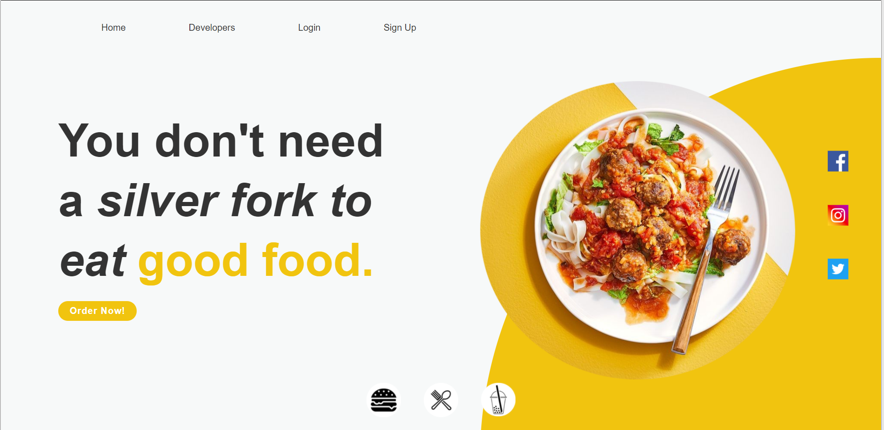 Home Developers Login Sign Up
You don't need
a silver fork to
eat good food.
Order Now!